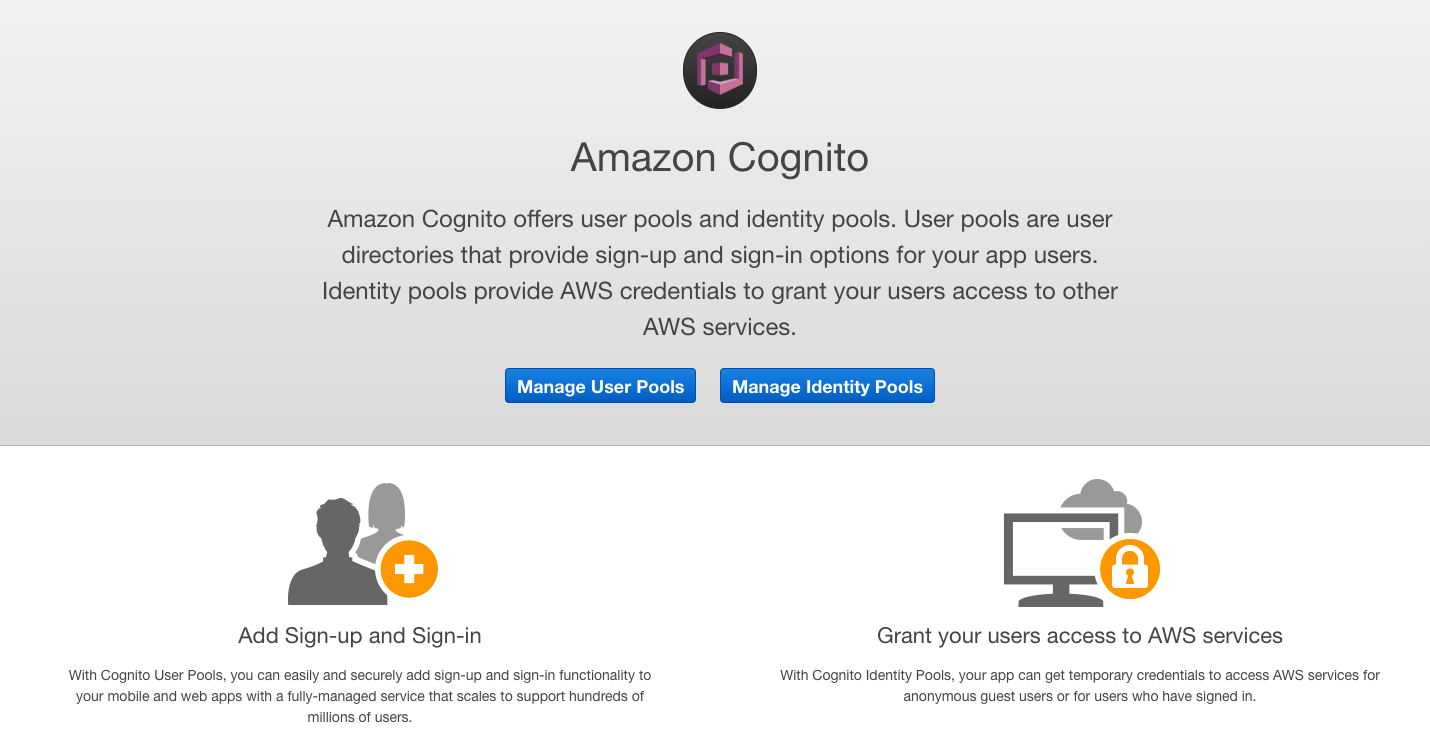 Amazon Cognito
Amazon Cognito offers user pools and identity pools. User pools are user
directories that provide sign-up and sign-in options for your app users.
Identity pools provide AWS credentials to grant your users access to other
AWS services.
Manage User Pools
Manage Identity Pools
Add Sign-up and Sign-in
With Cognito User Pools, you can easily and securely add sign-up and sign-in functionality to
your mobile and web apps with a fully-managed service that scales to support hundreds of
millions of users.
Grant your users access to AWS services
With Cognito Identity Pools, your app can get temporary credentials to access AWS services for
anonymous guest users or for users who have signed in.